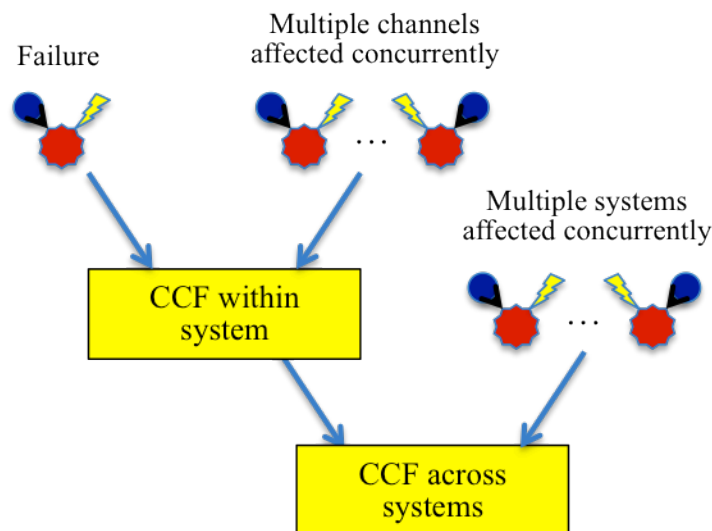 Multiple channels
affected concurrently
Failure
...
Multiple systems
affected concurrently
CCF within
system
...
CCF across
systems